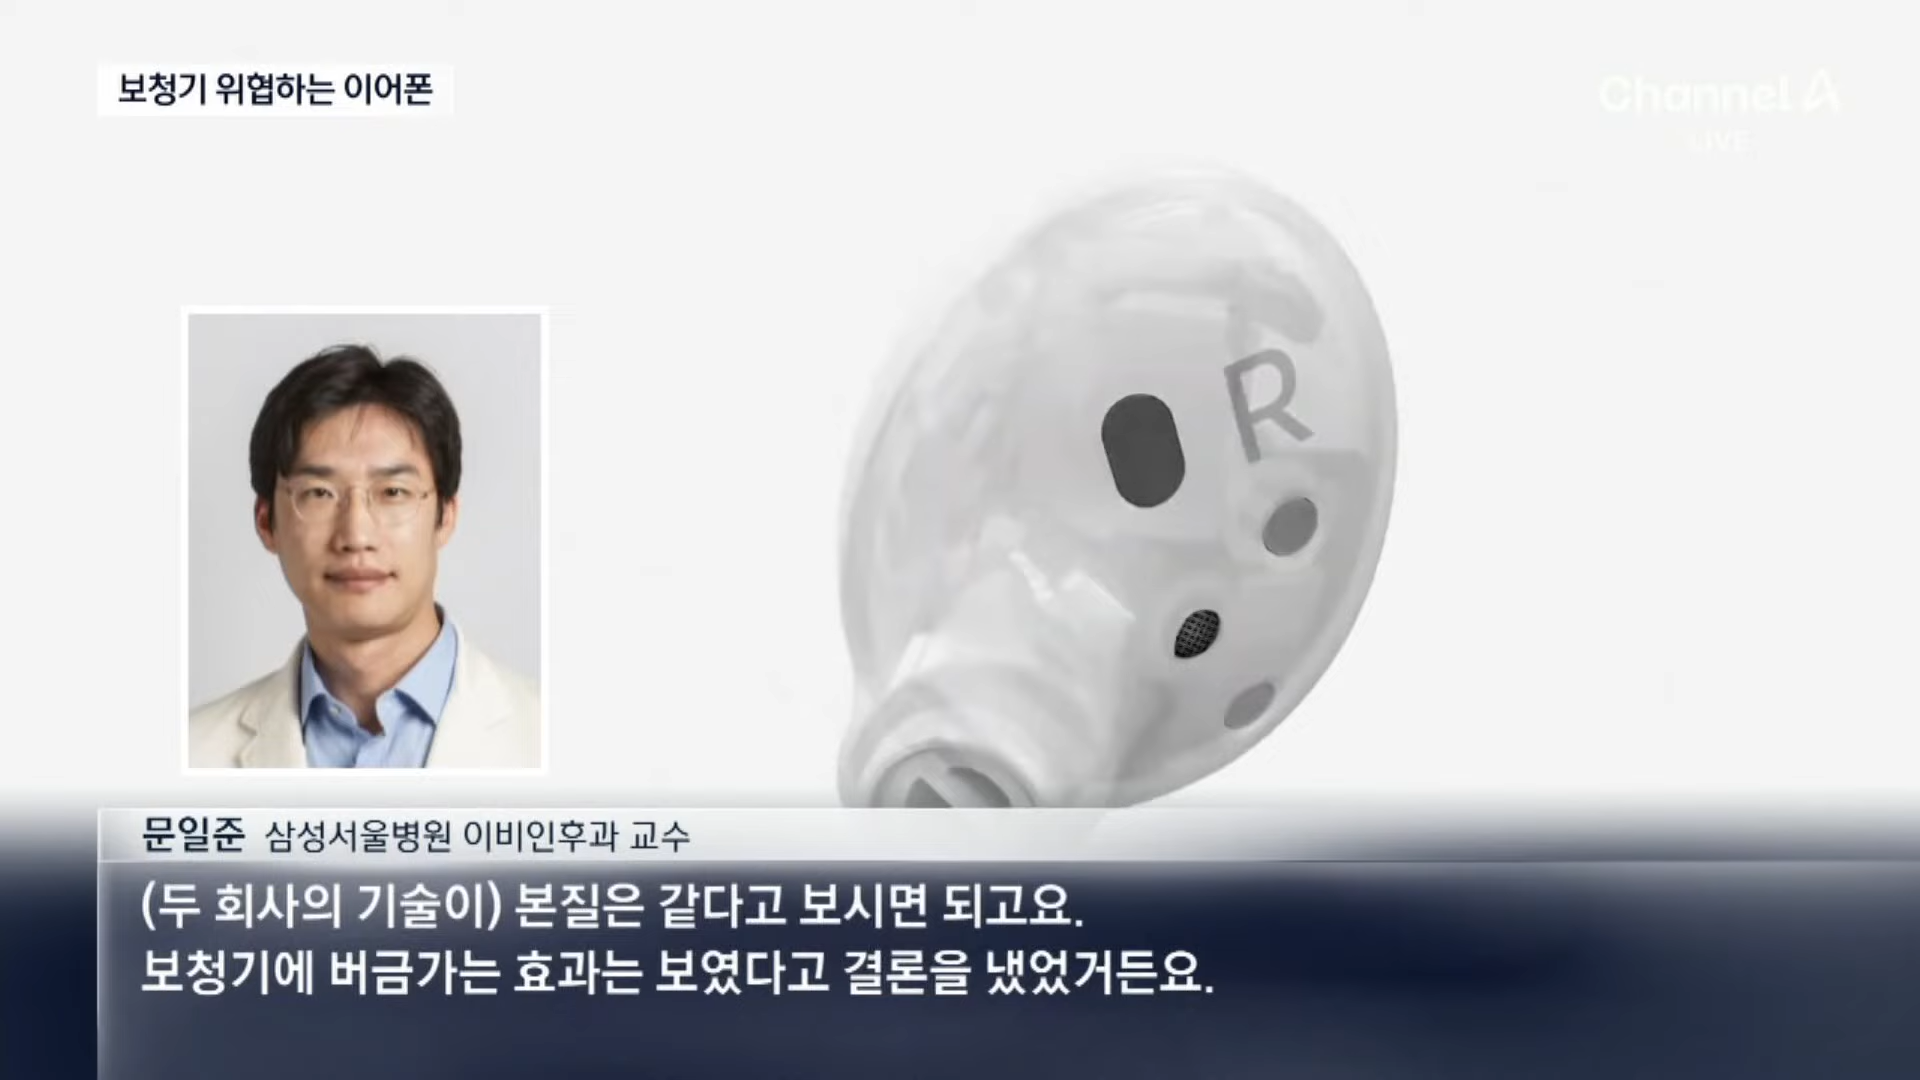 보청기 위협하는 이어폰
Channel A
LIVE
R
문일준 삼성서울병원 이비인후과 교수
(두 회사의 기술이) 본질은 같다고 보시면 되고요.
보청기에 버금가는 효과는 보였다고 결론을 냈었거든요.